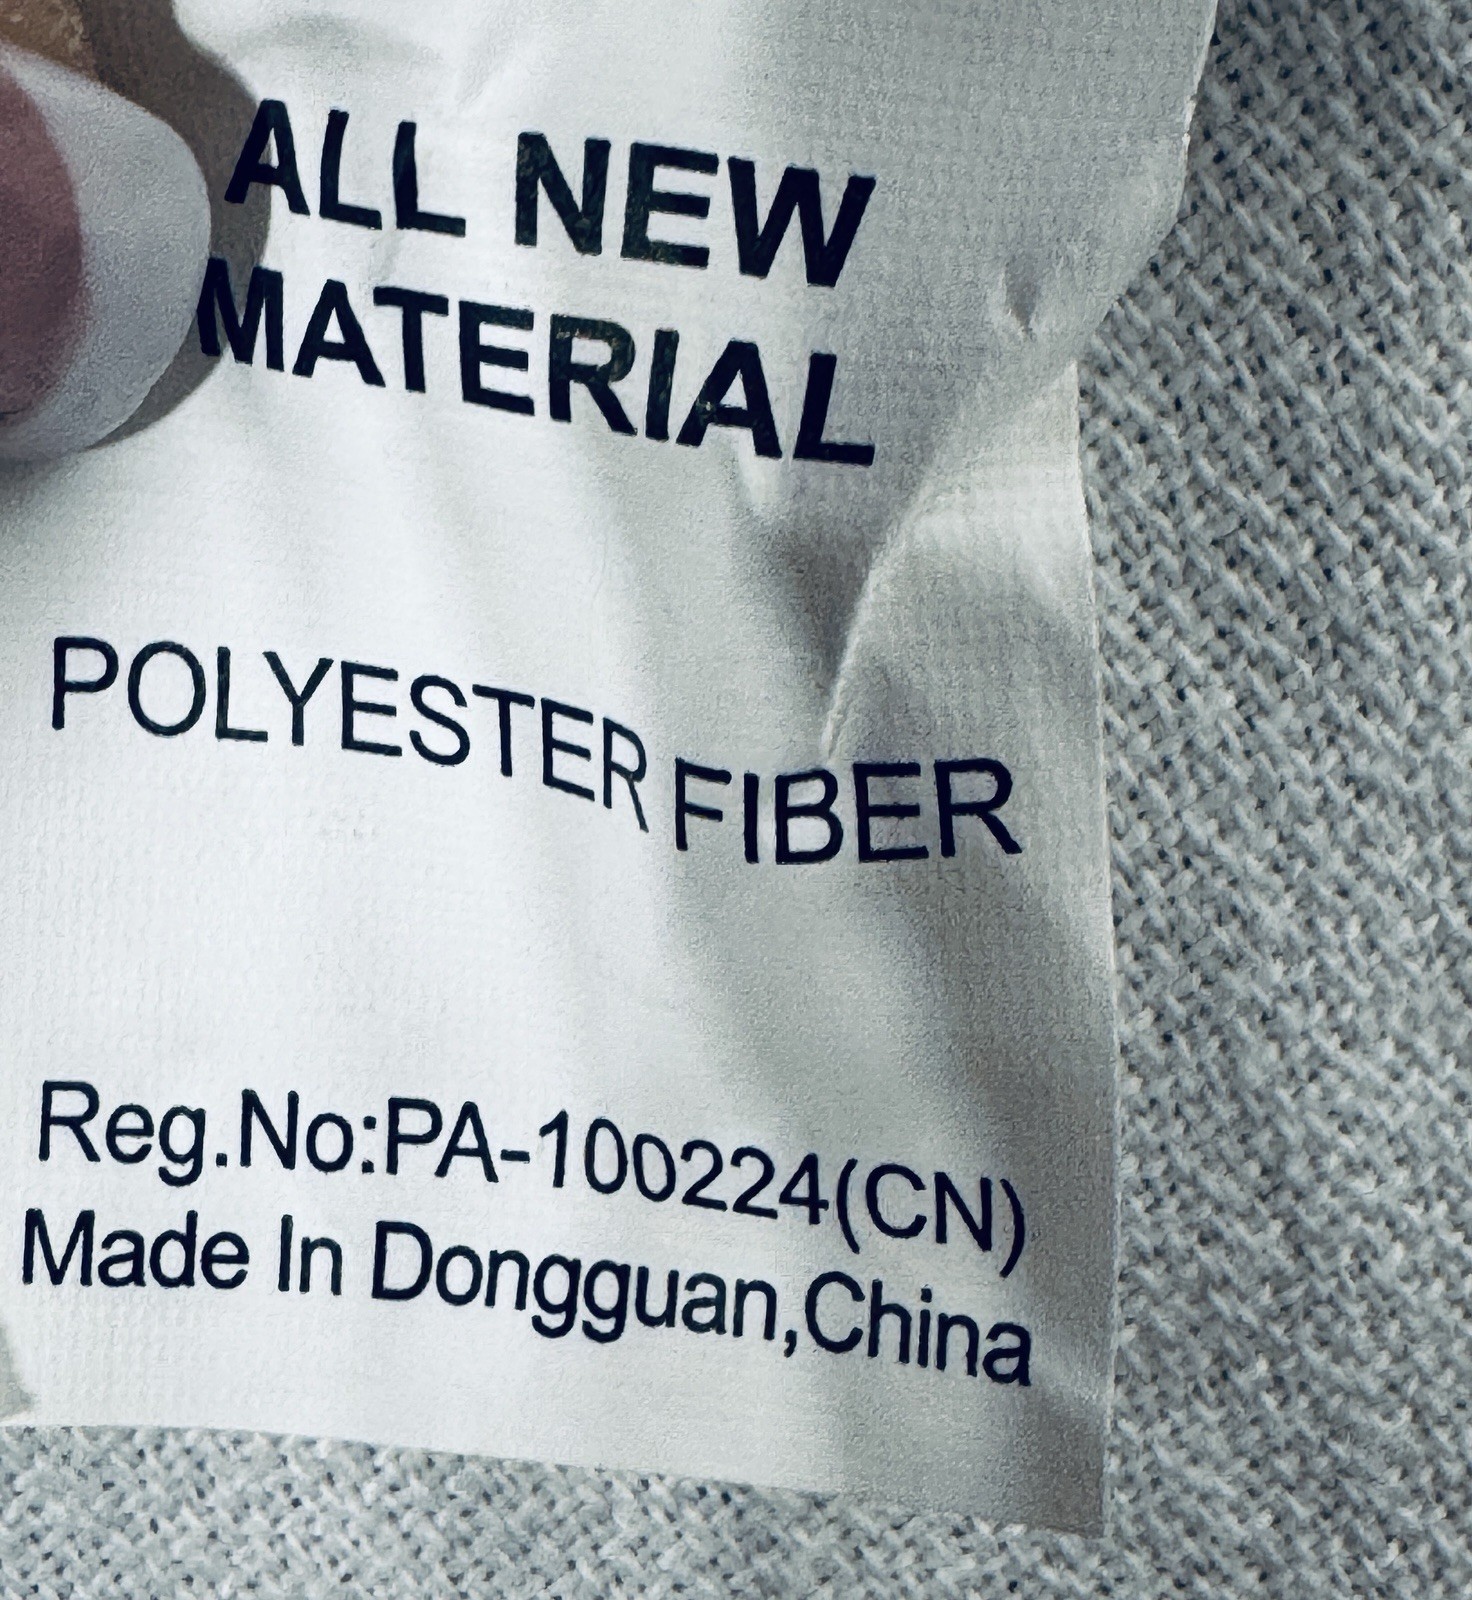 ALL NEW
MATERIAL
POLYESTER FIBER
Reg.No:PA-100224(CN)
Made In Dongguan,China